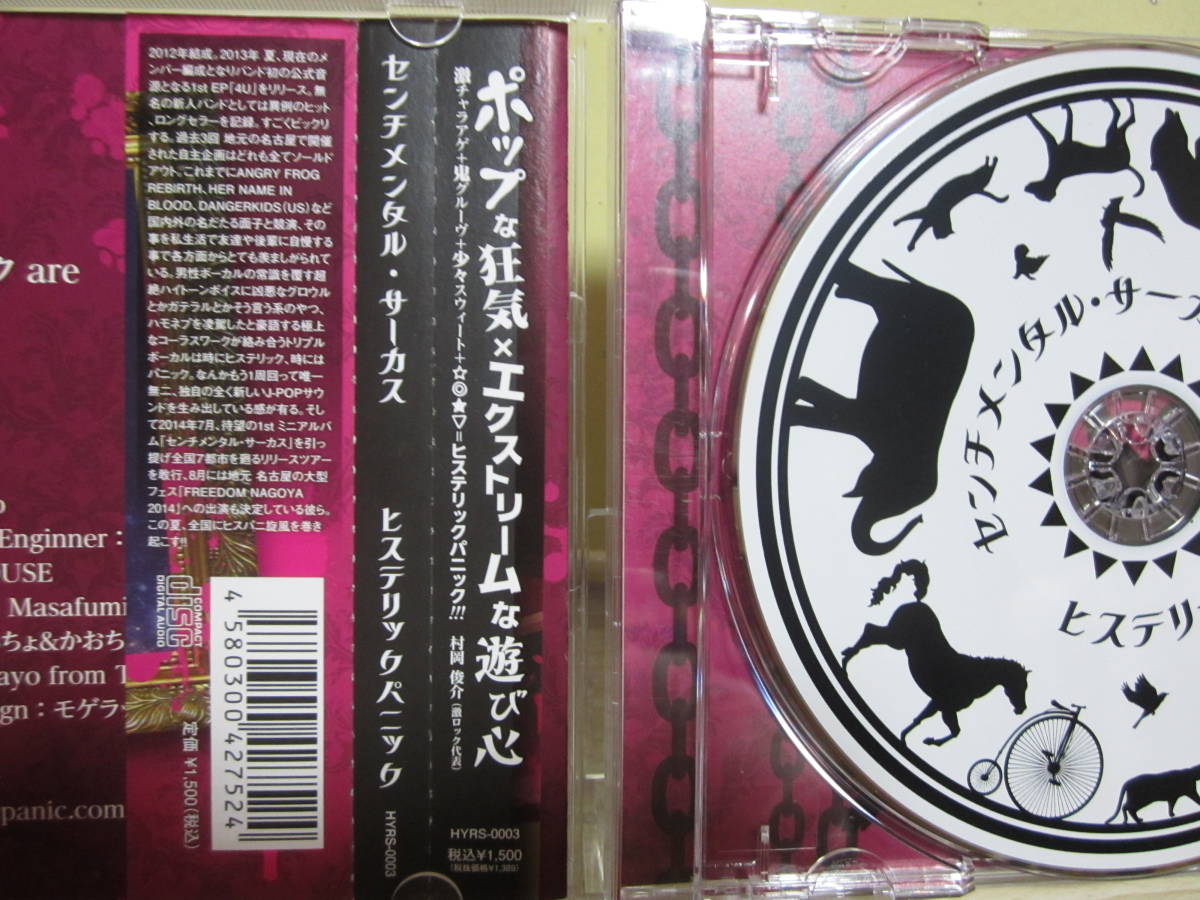 2012年結成。2013年 夏、現在のメ
ンバー編成となりバンド初の公式音
源となる1st EP「4U」をリリース。無
名の新人バンドとしては異例のヒット
、ロングセラーを記録。すごくビックリ
する。過去3回 地元の名古屋で開催
された自主企画はどれも全てソールド
アウト。これまでにANGRY FROG
REBIRTH、HER NAME IN
BLOOD、DANGERKIDS(US)など
国内外の名だたる面子と競演、その
事を私生活で友達や後輩に自慢する
事で各方面からとても羨ましがられて
いる。男性ボーカルの常識を覆す超
絶ハイトーンボイスに凶悪なグロウル
とかガテラルとかそう言う系のやつ、
ハモネプを凌駕したと豪語する極上
なコーラスワークが絡み合うトリプル
ボーカルは時にヒステリック、時には
パニック。なんかもう1周回って唯一
無二、独自の全く新しいJ-POPサウ
ンドを生み出している感が有る。そし
て2014年7月、待望の1st ミニアルバ
ム「センチメンタル・サーカス」を引っ
提げ全国7都市を廻るリリースツアー
を敢行、8月には地元 名古屋の大型
フェス「FREEDOM NAGOYA
2014」への出演も決定している彼ら。
この夏、全国にヒスパニ旋風を巻き
起こす!!
ク are
Enginner：
OUSE
Masafumi
ちょ&かおち
ayo from T
ign：モゲラ
panic.com
COMPACT
disc
DIGITAL AUDIO
4580300427524
定価 ¥1,500(税込)
センチメンタル・サーカス
ヒステリックパニック
HYRS-0003
ポップな狂気×エクストリームな遊び心
激チャラアゲ+鬼グルーヴ+少々スウィート+☆◎★▽=ヒステリックパニック!!! 村岡 俊介(激ロック代表)
HYRS-0003
税込¥1,500
(税抜価格¥1,389)
センチメンタル・サー
ヒステリ